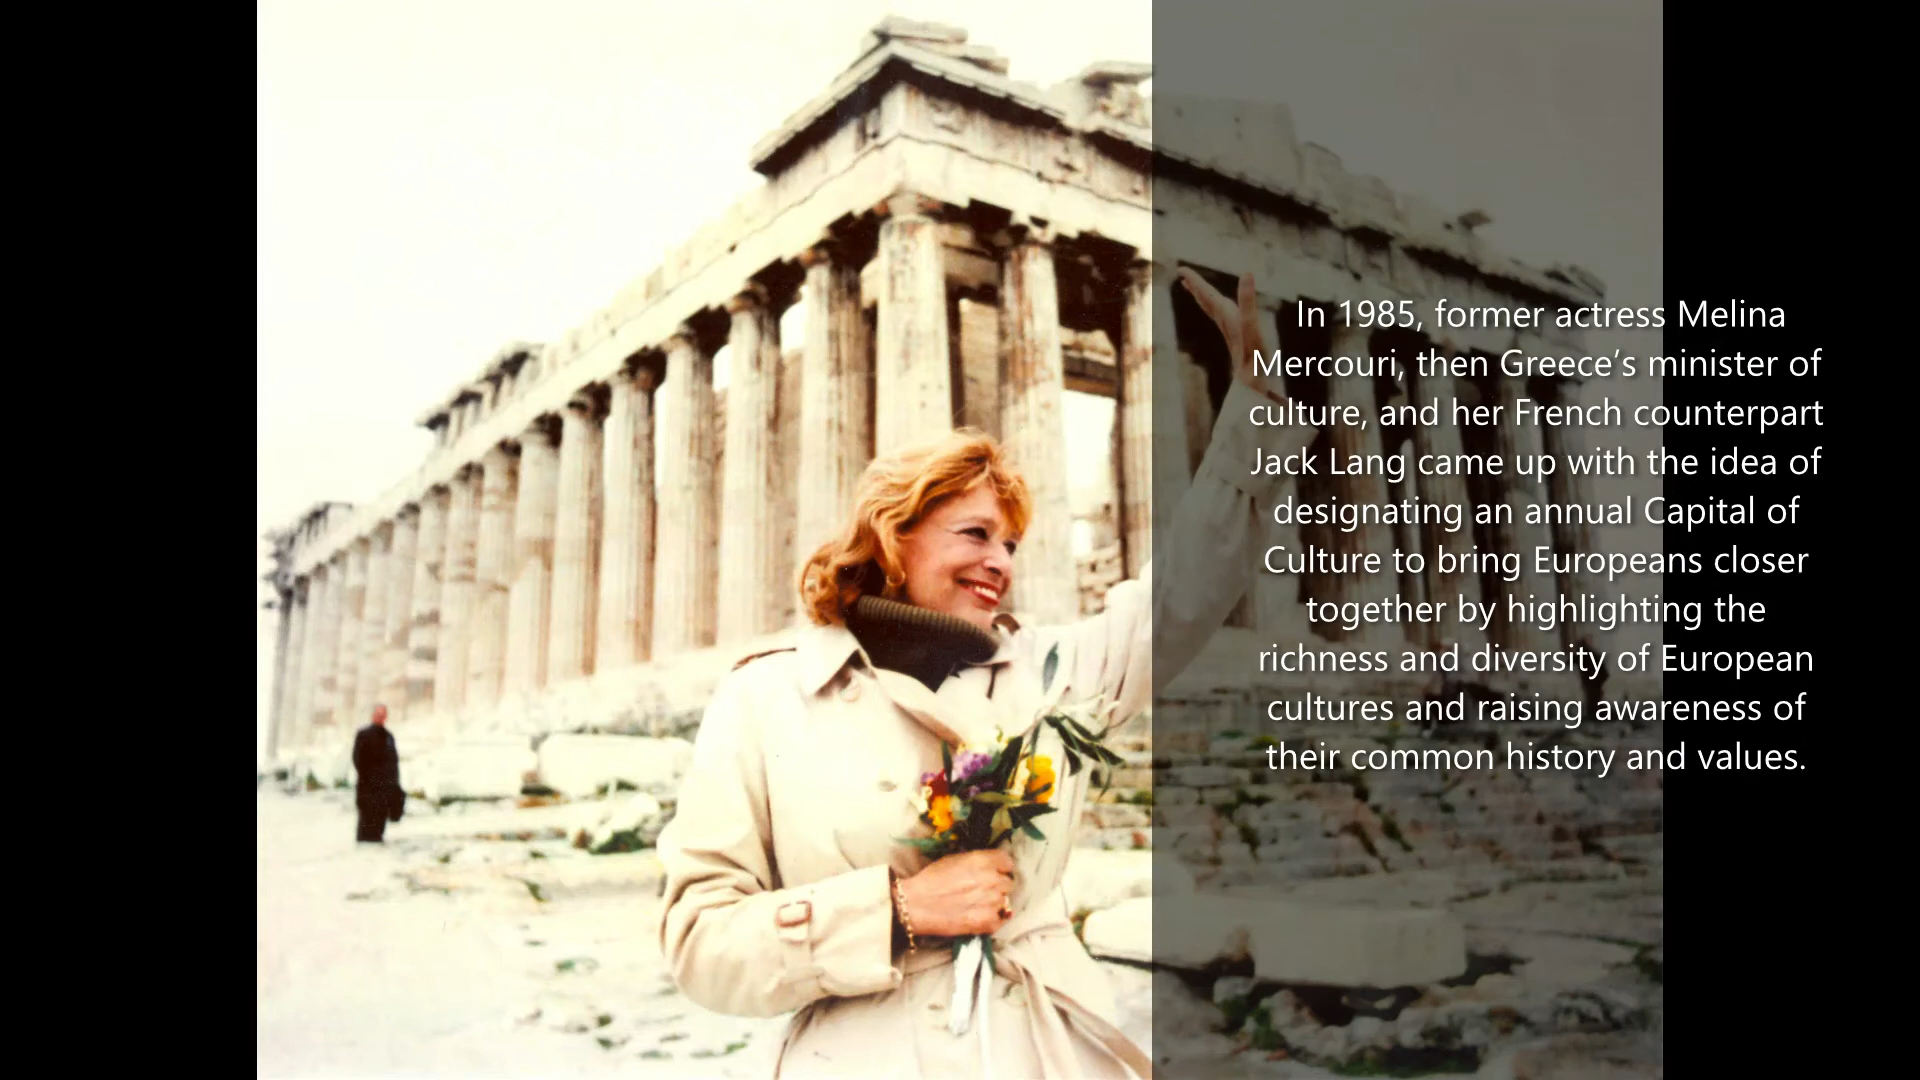 In 1985, former actress Melina
Mercouri, then Greece’s minister of
culture, and her French counterpart
Jack Lang came up with the idea of
designating an annual Capital of
Culture to bring Europeans closer
together by highlighting the
richness and diversity of European
cultures and raising awareness of
their common history and values.